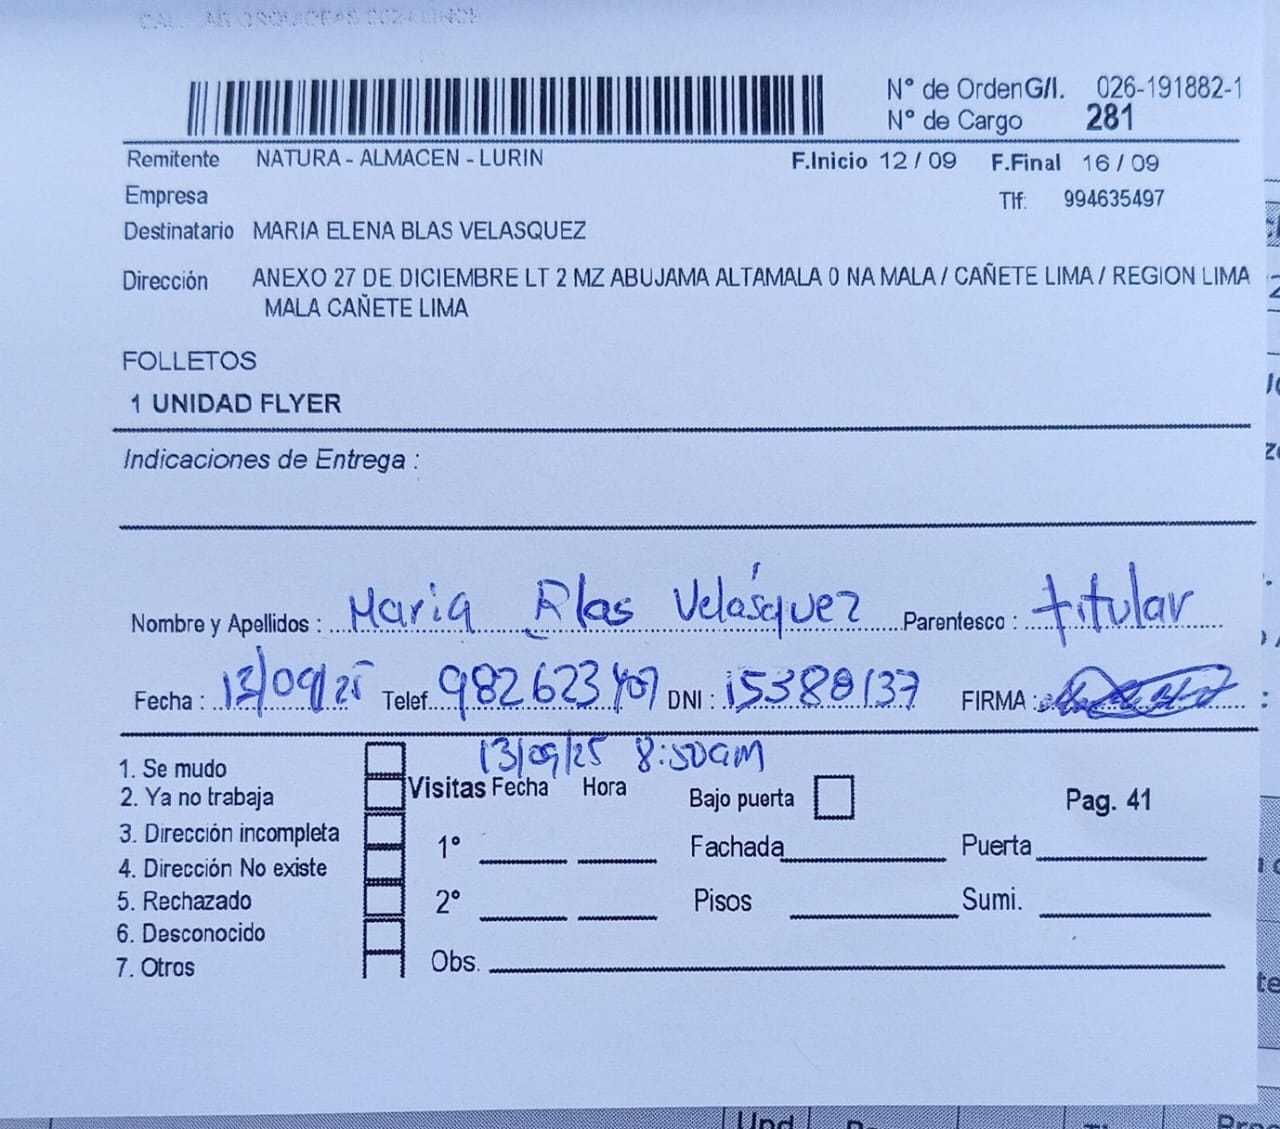 N° de Orden G/I. 026-191882-1
N° de Cargo 281
Remitente NATURA - ALMACEN - LURIN F.Inicio 12 / 09 F.Final 16 / 09
Empresa Tlf: 994635497
Destinatario MARIA ELENA BLAS VELASQUEZ
Dirección ANEXO 27 DE DICIEMBRE LT 2 MZ ABUJAMA ALTAMALA 0 NA MALA / CAÑETE LIMA / REGION LIMA
MALA CAÑETE LIMA
FOLLETOS
1 UNIDAD FLYER
Indicaciones de Entrega :
Nombre y Apellidos : Maria Blas Velásquez Parentesco : titular
Fecha : 13/09/25 Telef. 982623409 DNI : 15388137 FIRMA :
13/09/25 8:50am
1. Se mudo
2. Ya no trabaja
Visitas Fecha Hora Bajo puerta Pag. 41
3. Dirección incompleta
1° Fachada Puerta
4. Dirección No existe
5. Rechazado
2° Pisos Sumi.
6. Desconocido
7. Otros
Obs.